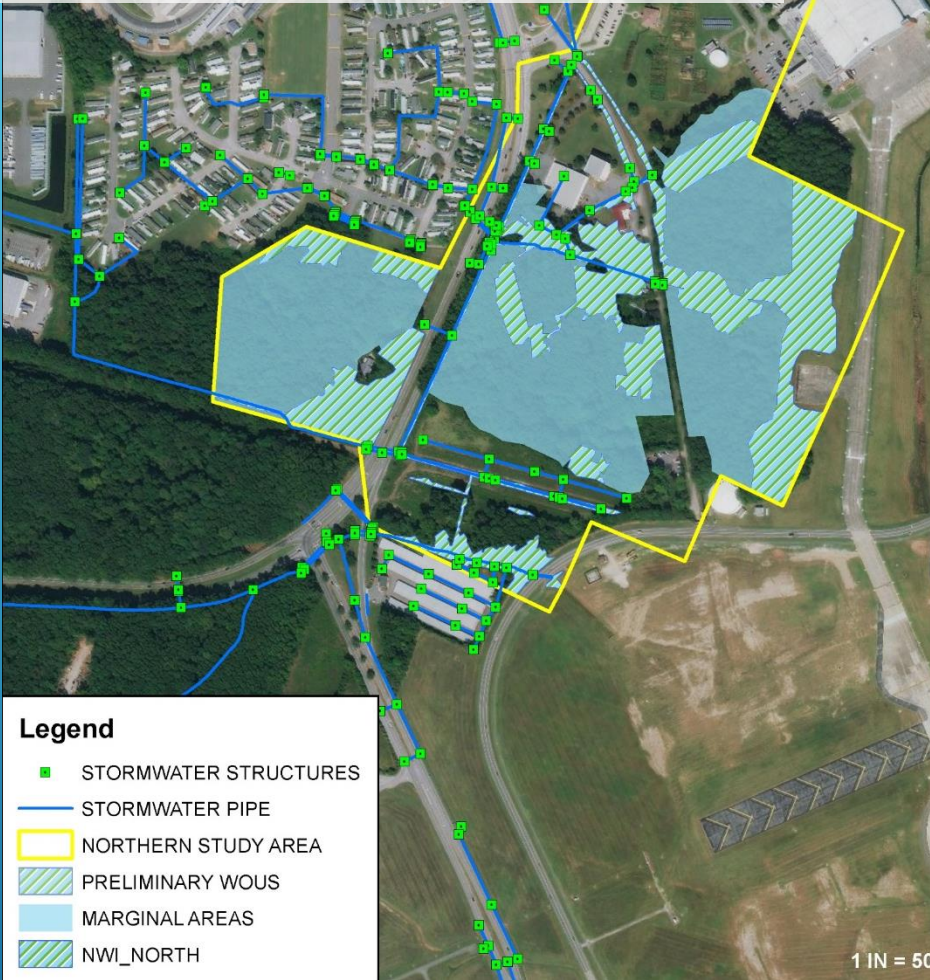 Legend
STORMWATER STRUCTURES
STORMWATER PIPE
NORTHERN STUDY AREA
PRELIMINARY WOUS
MARGINAL AREAS
NWI_NORTH
1 IN = 50